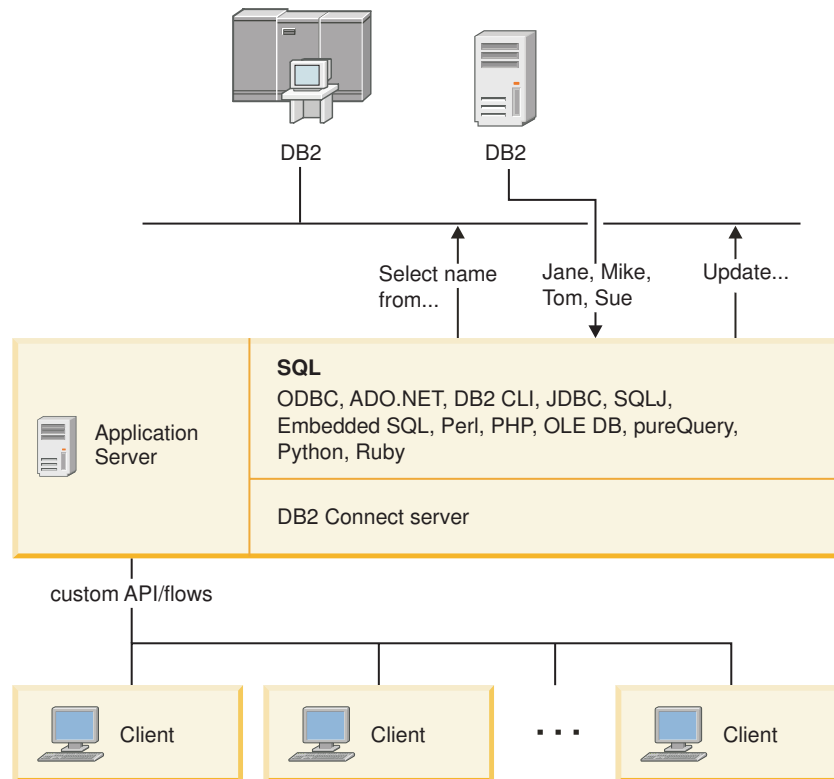 DB2
DB2
Select name
from...
Jane, Mike,
Tom, Sue
Update...
Application
Server
SQL
ODBC, ADO.NET, DB2 CLI, JDBC, SQLJ,
Embedded SQL, Perl, PHP, OLE DB, pureQuery,
Python, Ruby
DB2 Connect server
custom API/flows
Client
Client
. . .
Client